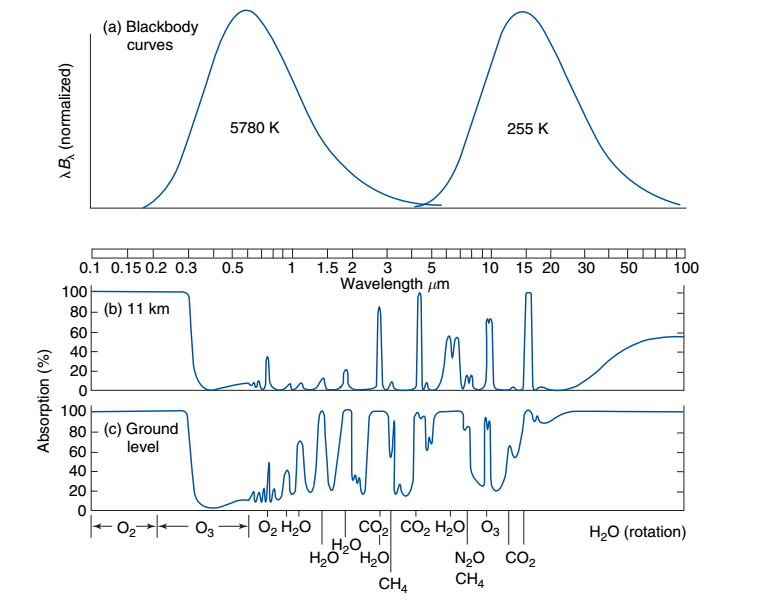 (a) Blackbody
curves
λBλ (normalized)
5780 K
255 K
0.1 0.15 0.2 0.3 0.5 1 1.5 2 3 5 10 15 20 30 50 100
Wavelength μm
Absorption (%)
100
80
60
40
20
0
(b) 11 km
100
80
60
40
20
0
(c) Ground
level
O₂ O₃ O₂ H₂O CO₂ CO₂ H₂O O₃ H₂O (rotation)
H₂O H₂O H₂O N₂O CO₂
CH₄ CH₄